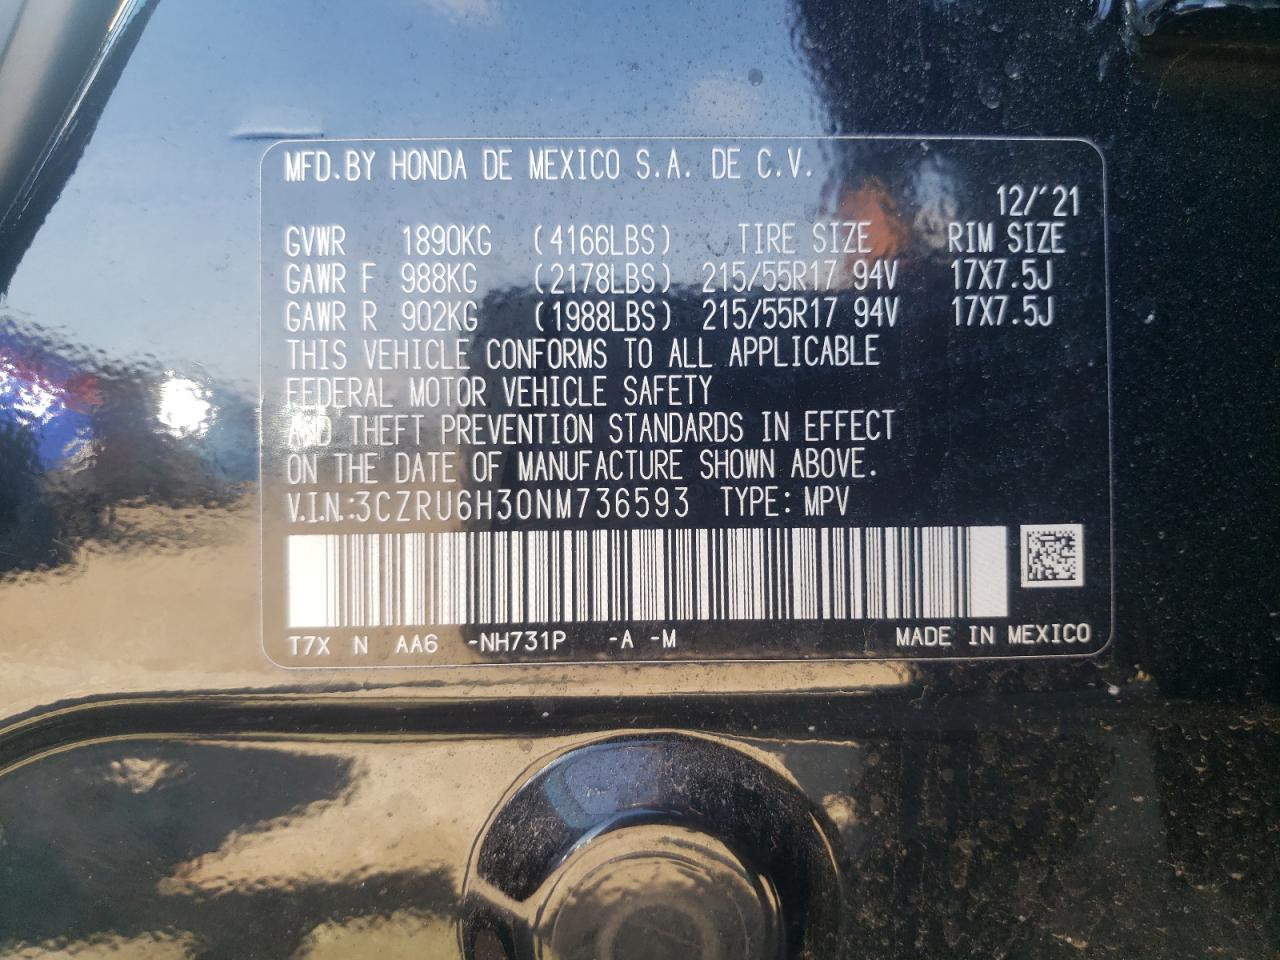 MFD. BY HONDA DE MEXICO S.A. DE C.V.
12/'21
GVWR 1890KG (4166LBS) TIRE SIZE RIM SIZE
GAWR F 988KG (2178LBS) 215/55R17 94V 17X7.5J
GAWR R 902KG (1988LBS) 215/55R17 94V 17X7.5J
THIS VEHICLE CONFORMS TO ALL APPLICABLE
FEDERAL MOTOR VEHICLE SAFETY
AND THEFT PREVENTION STANDARDS IN EFFECT
ON THE DATE OF MANUFACTURE SHOWN ABOVE.
V.I.N.:3CZRU6H30NM736593 TYPE: MPV
T7X N AA6 -NH731P -A -M MADE IN MEXICO